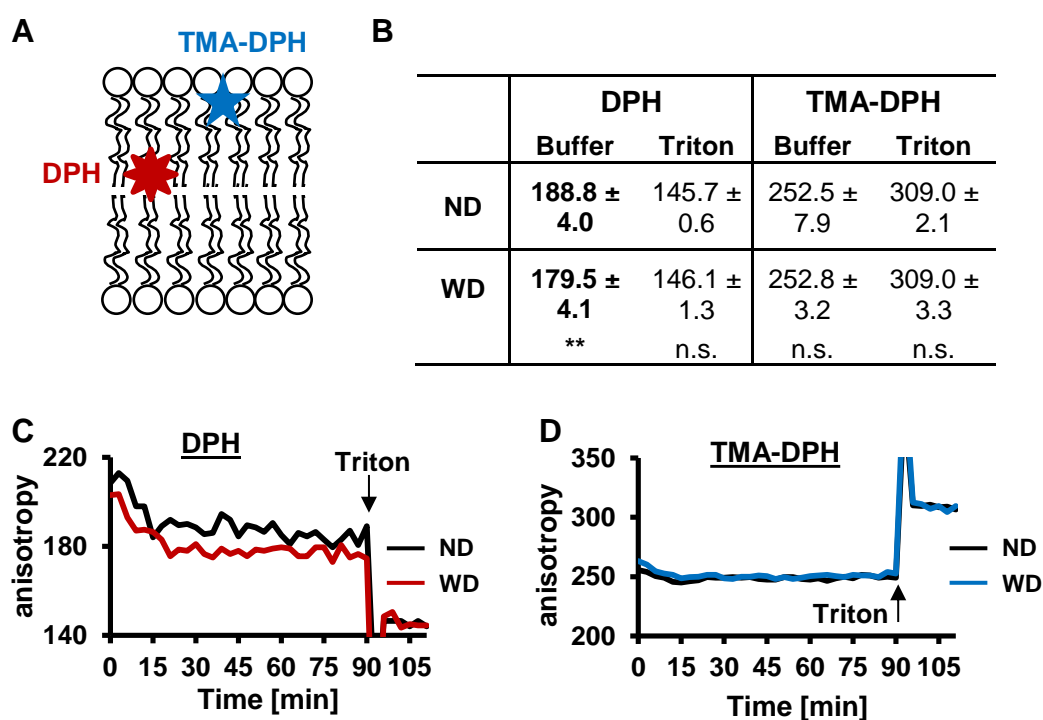 A
TMA-DPH
DPH
B
DPH TMA-DPH
Buffer Triton Buffer Triton
ND 188.8 ± 4.0 145.7 ± 0.6 252.5 ± 7.9 309.0 ± 2.1
WD 179.5 ± 4.1 146.1 ± 1.3 252.8 ± 3.2 309.0 ± 3.3
** n.s. n.s. n.s.
C
DPH
Triton
220
180
140
anisotropy
ND
WD
0 15 30 45 60 75 90 105
Time [min]
D
TMA-DPH
350
300
250
200
anisotropy
Triton
ND
WD
0 15 30 45 60 75 90 105
Time [min]